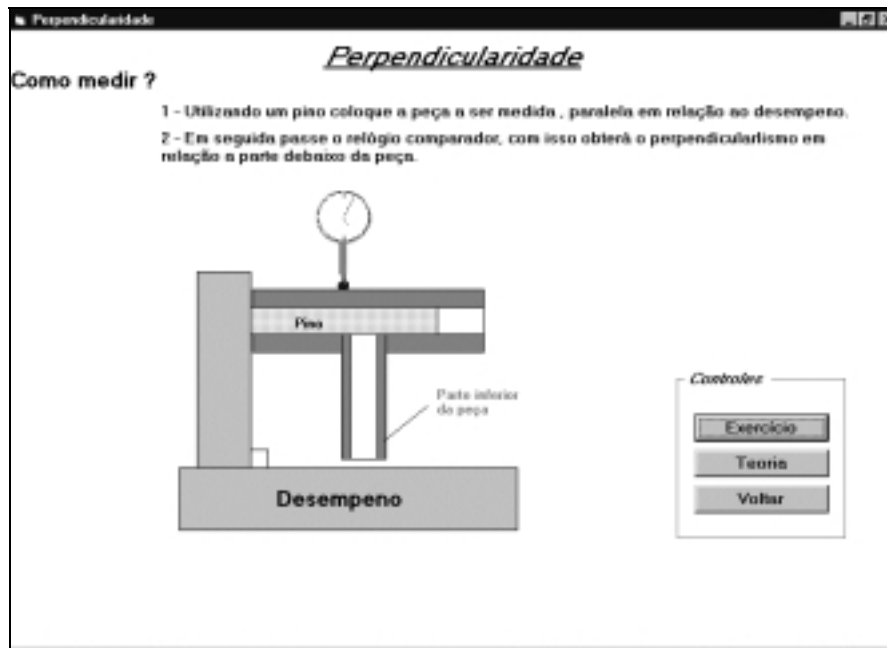 Perpendicularidade
Perpendicularidade
Como medir ?
1 - Utilizando um pino coloque a peça a ser medida , paralela em relação ao desempeno.
2 - Em seguida passe o relógio comparador, com isso obterá o perpendicularlismo em
relação a parte debaixo da peça.
Pino
Parte inferior
da peça
Desempeno
Controles
Exercício
Teoria
Voltar